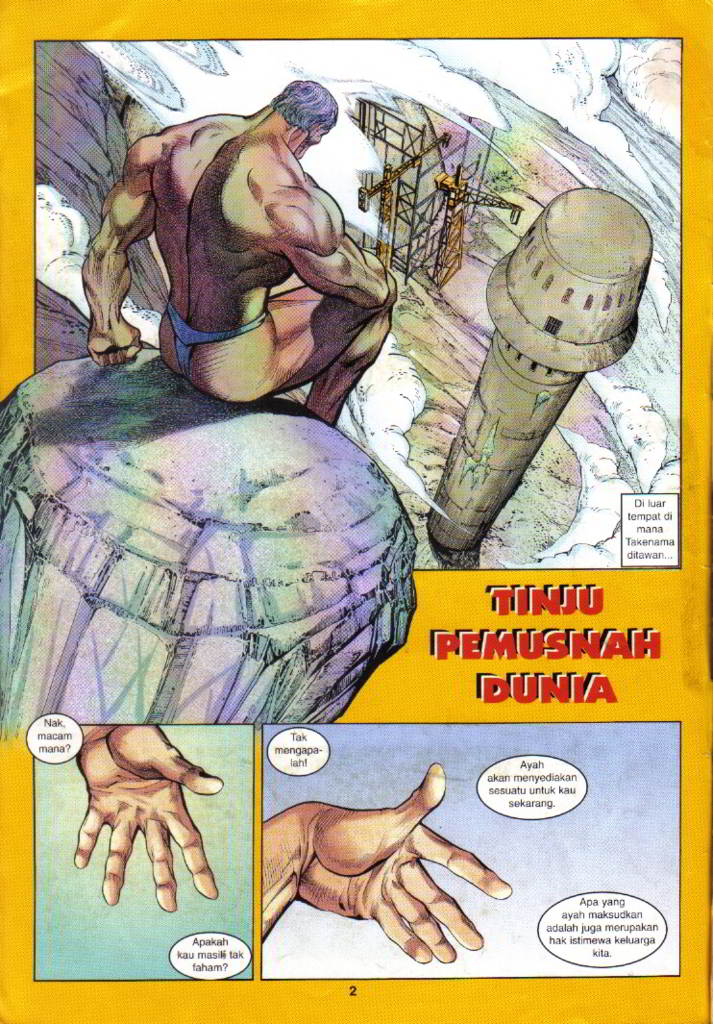 Di luar
tempat di
mana
Takenama
ditawan...
TINJU
PEMUSNAH
DUNIA
Nak,
macam
mana?
Apakah
kau masih tak
faham?
Tak
mengapa-
lah!
Ayah
akan menyediakan
sesuatu untuk kau
sekarang.
Apa yang
ayah maksudkan
adalah juga merupakan
hak istimewa keluarga
kita.
2